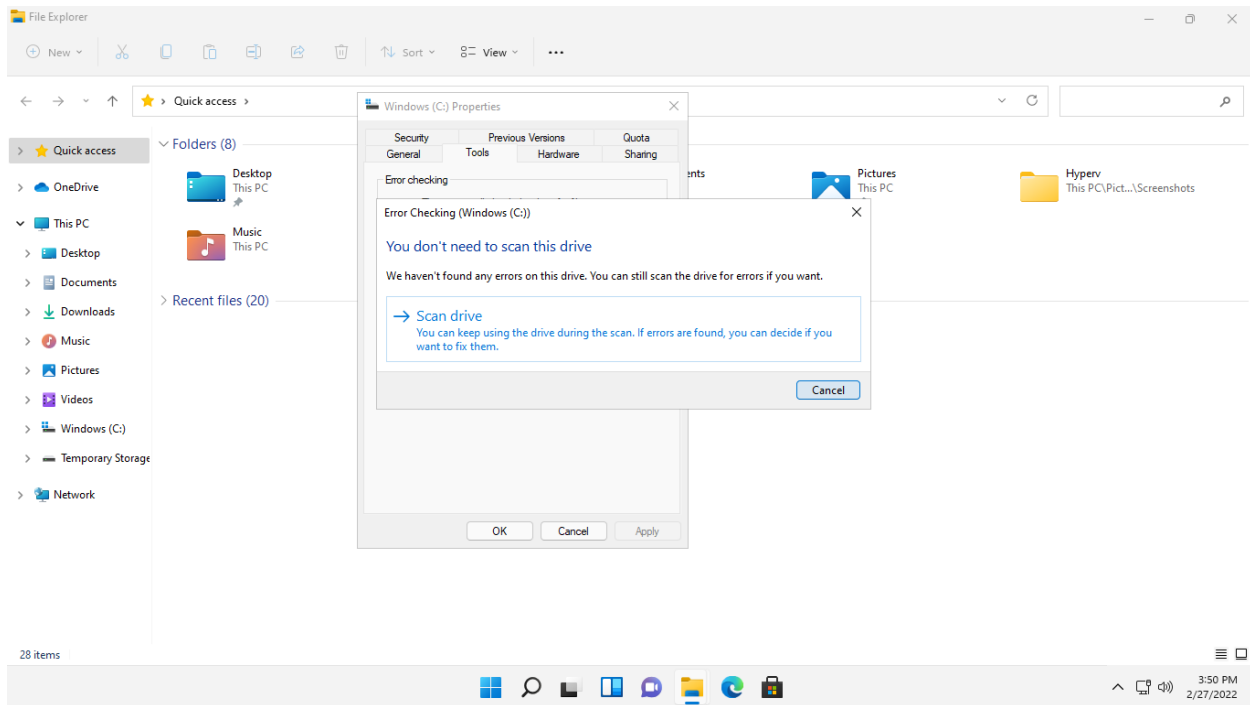 File Explorer
New
Sort
View
Quick access
Windows (C:) Properties
Security
Previous Versions
Quota
General
Tools
Hardware
Sharing
Error checking
Error Checking (Windows (C:))
You don't need to scan this drive
We haven't found any errors on this drive. You can still scan the drive for errors if you want.
Scan drive
You can keep using the drive during the scan. If errors are found, you can decide if you
want to fix them.
Cancel
OK
Cancel
Apply
Quick access
OneDrive
This PC
Desktop
Documents
Downloads
Music
Pictures
Videos
Windows (C:)
Temporary Storage
Network
Folders (8)
Desktop
This PC
ents
Pictures
This PC
Hyperv
This PC\Pict...\Screenshots
Music
This PC
Recent files (20)
28 items
3:50 PM
2/27/2022